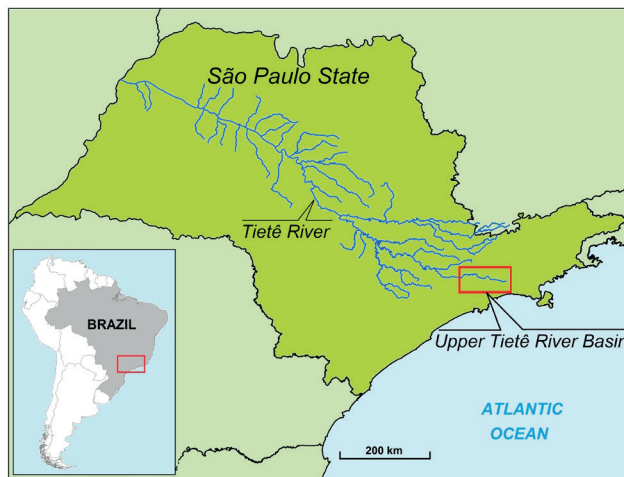 São Paulo State
Tietê River
BRAZIL
Upper Tietê River Basin
ATLANTIC
OCEAN
200 km